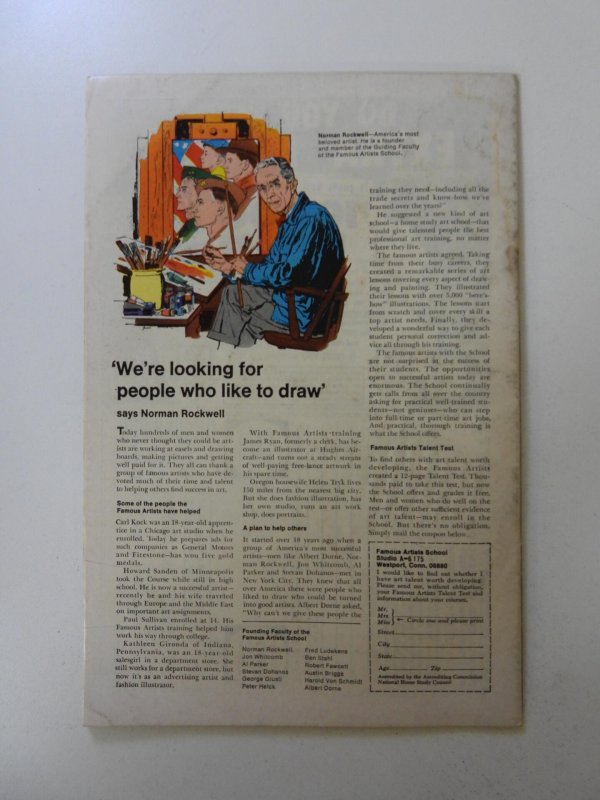 Norman Rockwell—America's most
beloved artist. He is a founder
and member of the Guiding Faculty
of the Famous Artists School.
'We're looking for
people who like to draw'
says Norman Rockwell
Today hundreds of men and women
who never thought they could be art-
ists are working at easels and drawing
boards, making pictures and getting
well paid for it. They all can thank a
group of famous artists who have de-
voted much of their time and talent
to helping others find success in art.
Some of the people the
Famous Artists have helped
Carl Kock was an 18-year-old appren-
tice in a Chicago art studio when he
enrolled. Today he prepares ads for
such companies as General Motors
and Firestone—has won five gold
medals.
Howard Sanden of Minneapolis
took the Course while still in high
school. He is now a successful artist—
recently he and his wife traveled
through Europe and the Middle East
on important art assignments.
Paul Sullivan enrolled at 14. His
Famous Artists training helped him
work his way through college.
Kathleen Gironda of Indiana,
Pennsylvania, was an 18-year-old
salesgirl in a department store. She
still works for a department store, but
now it's as an advertising artist and
fashion illustrator.
With Famous Artists-training
James Ryan, formerly a clerk, has be-
come an illustrator at Hughes Air-
craft—and turns out a steady stream
of well-paying free-lance artwork in
his spare time.
Oregon housewife Helen Teyk lives
150 miles from the nearest big city.
But she does fashion illustration, has
her own studio, runs an art work
shop, does portraits.
A plan to help others
It started over 18 years ago when a
group of America's most successful
artists—men like Albert Dorne, Nor-
man Rockwell, Jon Whitcomb, Al
Parker and Stevan Dohanos—met in
New York City. They knew that all
over America there were people who
liked to draw who could be turned
into good artists. Albert Dorne asked,
"Why can't we give these people the
Founding Faculty of the
Famous Artists School
Norman Rockwell
Jon Whitcomb
Al Parker
Stevan Dohanos
George Giusti
Peter Helck
Fred Ludekens
Ben Stahl
Robert Fawcett
Austin Briggs
Harold Von Schmidt
Albert Dorne
training they need—including all the
trade secrets and know-how we've
learned over the years?"
He suggested a new kind of art
school—a home study art school—that
would give talented people the best
professional art training, no matter
where they live.
The famous artists agreed. Taking
time from their busy careers, they
created a remarkable series of art
lessons covering every aspect of draw-
ing and painting. They illustrated
their lessons with over 5,000 "here's-
how" illustrations. The lessons start
from scratch and cover every skill a
top artist needs. Finally, they de-
veloped a wonderful way to give each
student personal correction and ad-
vice all through his training.
The famous artists with the School
are not surprised in the success of
their students. The opportunities
open to successful artists today are
enormous. The School continually
gets calls from all over the country
asking for practical well-trained stu-
dents—not geniuses—who can step
into full-time or part-time art jobs.
And practical, thorough training is
what the School offers.
Famous Artists Talent Test
To find others with art talent worth
developing, the Famous Artists
created a 12-page Talent Test. Thou-
sands paid to take this test, but now
the School offers and grades it free.
Men and women who do well on the
test—or offer other sufficient evidence
of art talent—may enroll in the
School. But there's no obligation.
Simply mail the coupon below.
Famous Artists School
Studio A-6175
Westport, Conn. 06880
I would like to find out whether I
have art talent worth developing.
Please send me, without obligation,
your Famous Artists Talent Test and
information about your courses.
Mr.
Mrs.
Miss ← Circle one and please print
Street
City
State
Age Zip
Accredited by the Accrediting Commission
National Home Study Council